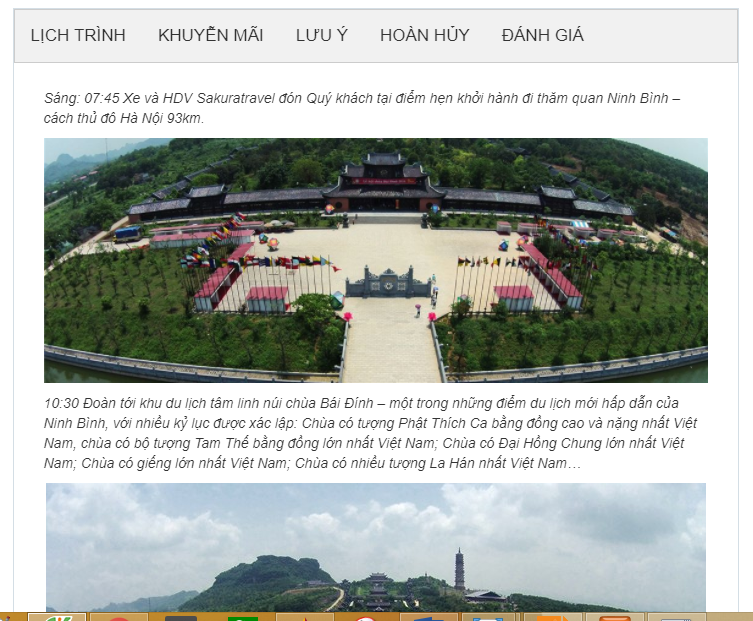 LỊCH TRÌNH KHUYẾN MÃI LƯU Ý HOÀN HỦY ĐÁNH GIÁ
Sáng: 07:45 Xe và HDV Sakuratravel đón Quý khách tại điểm hẹn khởi hành đi thăm quan Ninh Bình –
cách thủ đô Hà Nội 93km.
10:30 Đoàn tới khu du lịch tâm linh núi chùa Bái Đính – một trong những điểm du lịch mới hấp dẫn của
Ninh Bình, với nhiều kỷ lục được xác lập: Chùa có tượng Phật Thích Ca bằng đồng cao và nặng nhất Việt
Nam, chùa có bộ tượng Tam Thế bằng đồng lớn nhất Việt Nam; Chùa có Đại Hồng Chung lớn nhất Việt
Nam; Chùa có giếng lớn nhất Việt Nam; Chùa có nhiều tượng La Hán nhất Việt Nam…